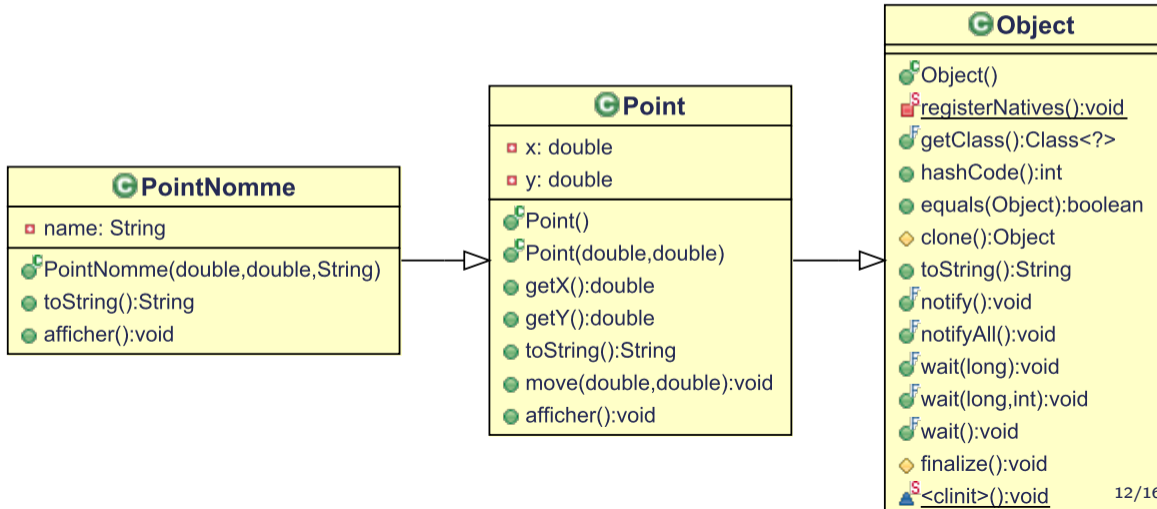 PointNomme
name: String
PointNomme(double,double,String)
toString():String
afficher():void
Point
x: double
y: double
Point()
Point(double,double)
getX():double
getY():double
toString():String
move(double,double):void
afficher():void
Object
Object()
registerNatives():void
getClass():Class<?>
hashCode():int
equals(Object):boolean
clone():Object
toString():String
notify():void
notifyAll():void
wait(long):void
wait(long,int):void
wait():void
finalize():void
<clinit>():void
12/16